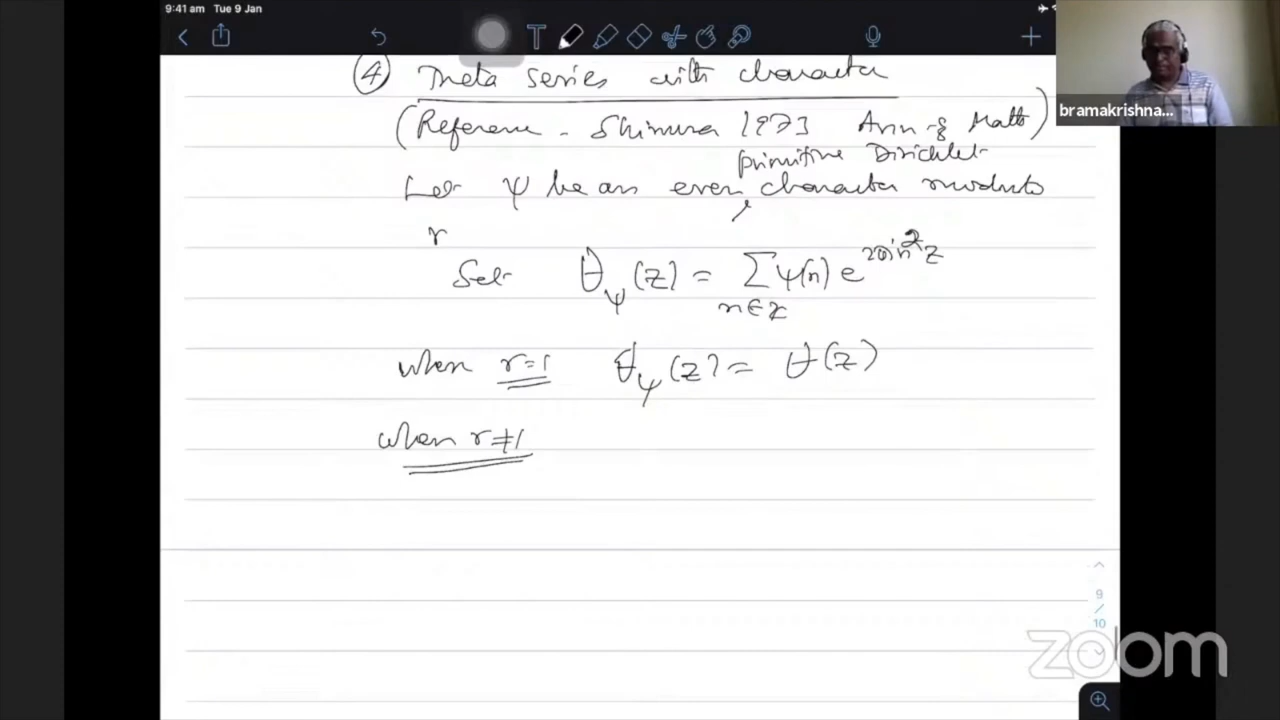 9:41 am Tue 9 Jan
bramakrishna...
④ Theta series with character
(Reference - Shimura 1973 Ann of Math)
primitive Dirichlet
Let ψ be an even, character modulo
r
Set θ_ψ(z) = Σ_{n∈ℤ} ψ(n) e^{2πin²z}
when r=1 θ_ψ(z) = θ(z)
when r≠1
9
/
10
zoom